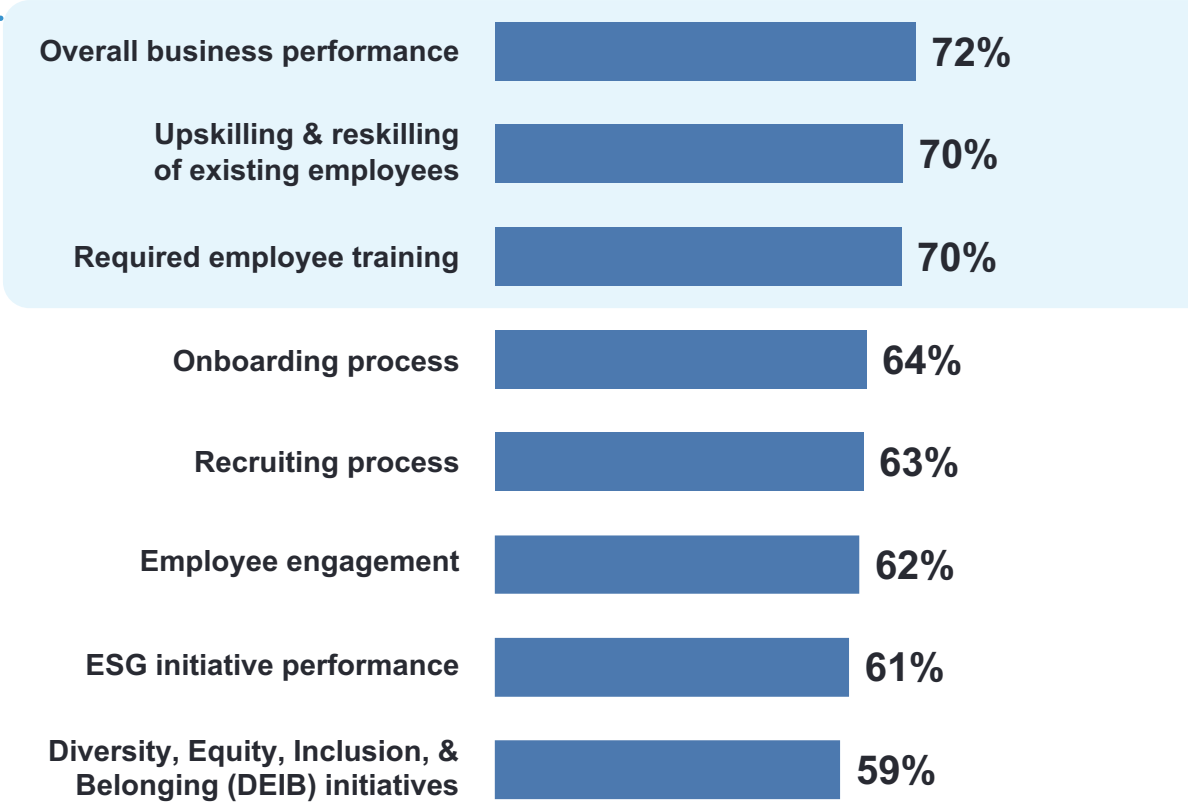 Overall business performance 72%
Upskilling & reskilling
of existing employees 70%
Required employee training 70%
Onboarding process 64%
Recruiting process 63%
Employee engagement 62%
ESG initiative performance 61%
Diversity, Equity, Inclusion, &
Belonging (DEIB) initiatives 59%